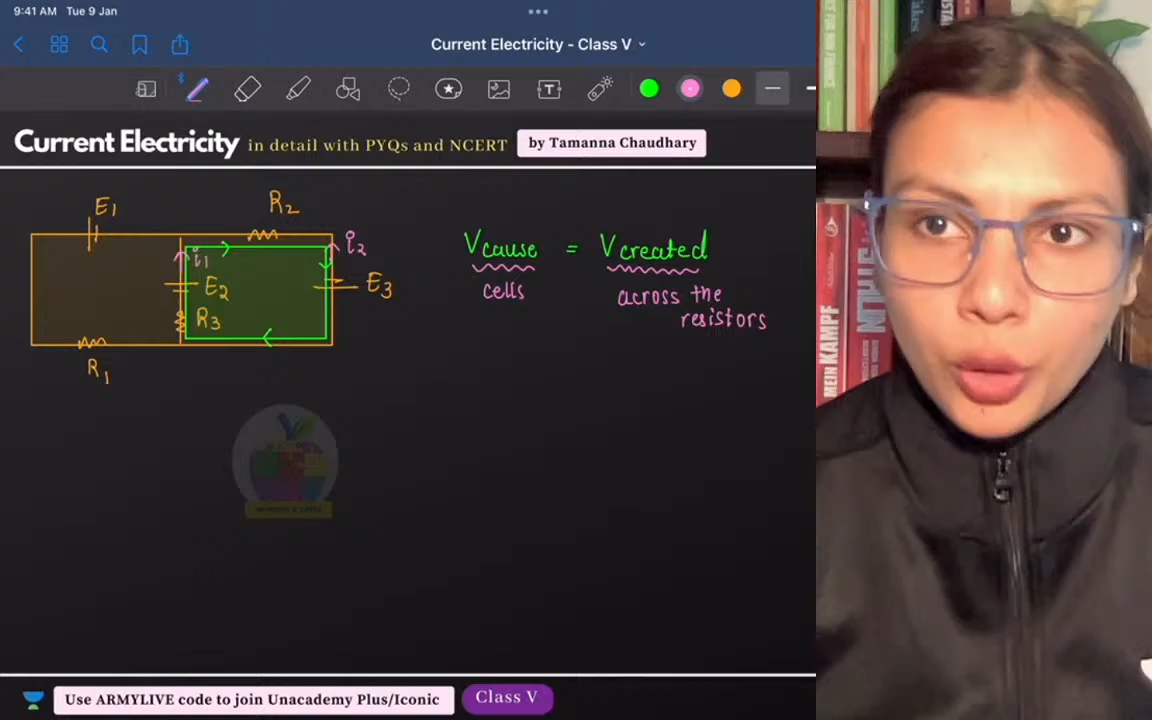 9:41 AM Tue 9 Jan
Current Electricity - Class V
T
Current Electricity in detail with PYQs and NCERT by Tamanna Chaudhary
E1
R2
i1
i2
E2
E3
R3
R1
Vcause = Vcreated
cells
across the
resistors
MEIN KAMPF
Use ARMYLIVE code to join Unacademy Plus/Iconic
Class V